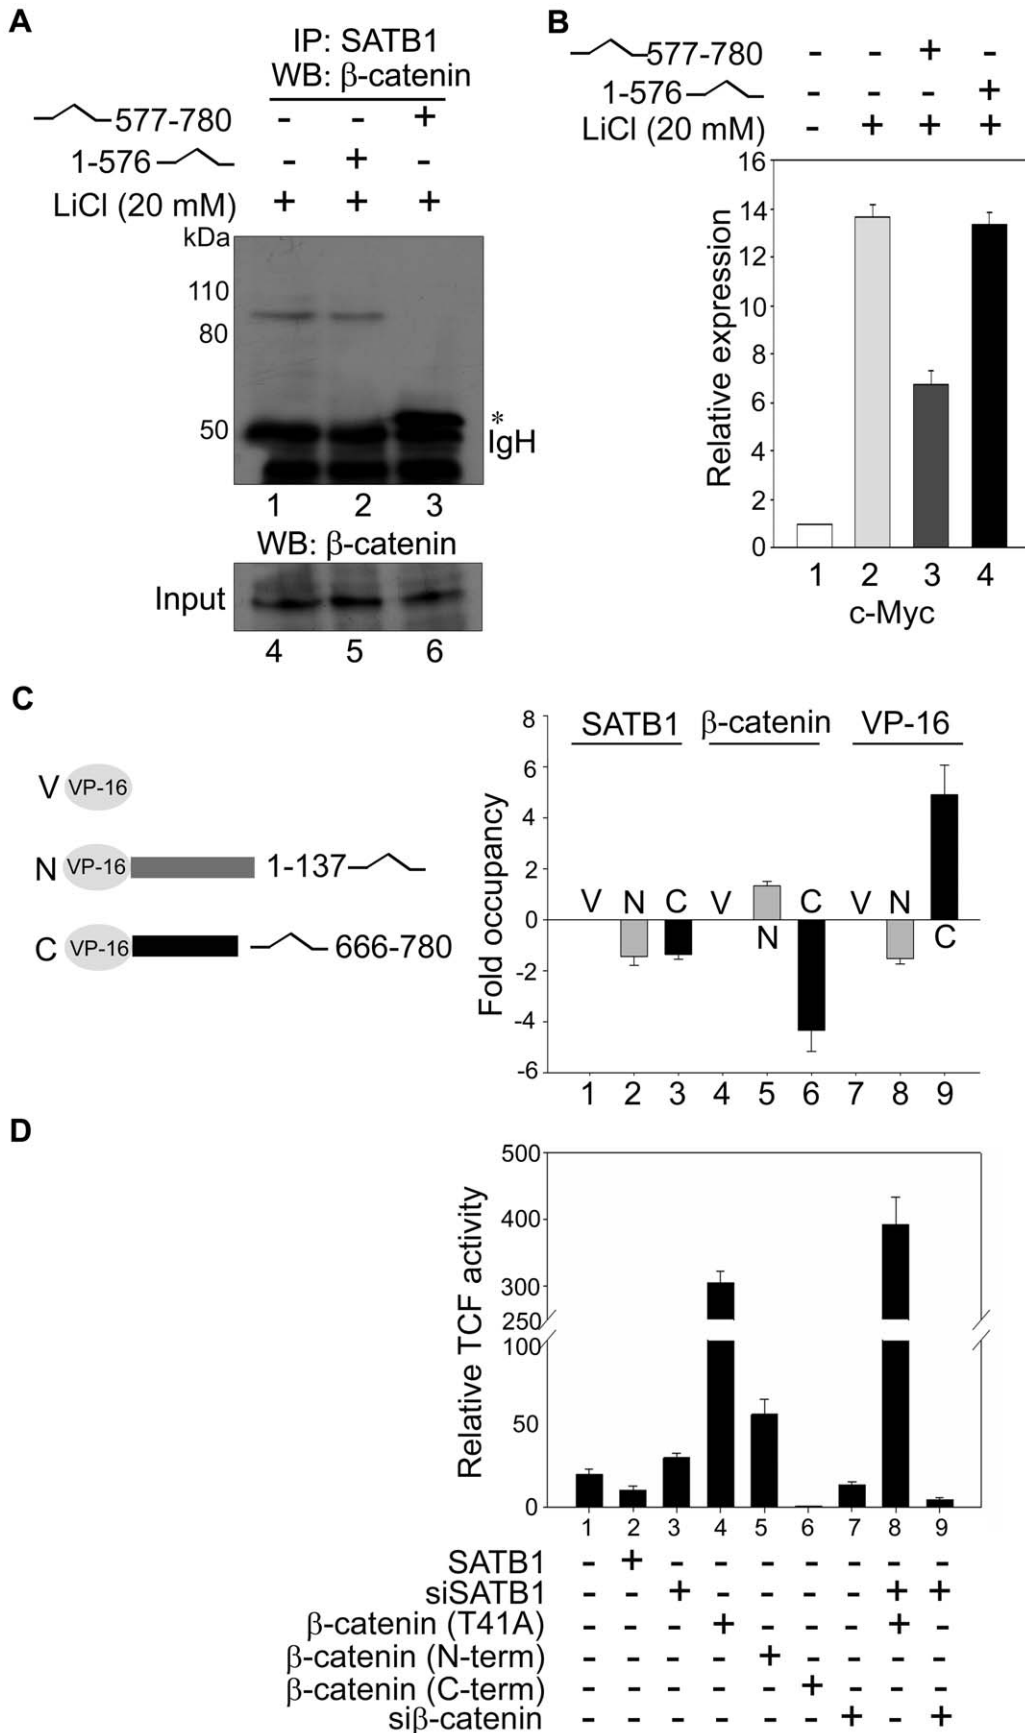 A
IP: SATB1
WB: β-catenin
577-780 - - +
1-576 - + -
LiCl (20 mM) + + +
kDa
110
80
50
*
IgH
1 2 3
WB: β-catenin
Input
4 5 6
B
577-780 - - + -
1-576 - - - +
LiCl (20 mM) - + + +
Relative expression
16
14
12
10
8
6
4
2
0
1 2 3 4
c-Myc
C
V VP-16
N VP-16 1-137
C VP-16 666-780
Fold occupancy
8
6
4
2
0
-2
-4
-6
SATB1 β-catenin VP-16
V N C V C V N
N C
1 2 3 4 5 6 7 8 9
D
Relative TCF activity
500
400
300
250
100
50
0
1 2 3 4 5 6 7 8 9
SATB1 - + - - - - - - -
siSATB1 - - + - - - - + +
β-catenin (T41A) - - - + - - - + -
β-catenin (N-term) - - - - + - - - -
β-catenin (C-term) - - - - - + - - -
siβ-catenin - - - - - - + - +